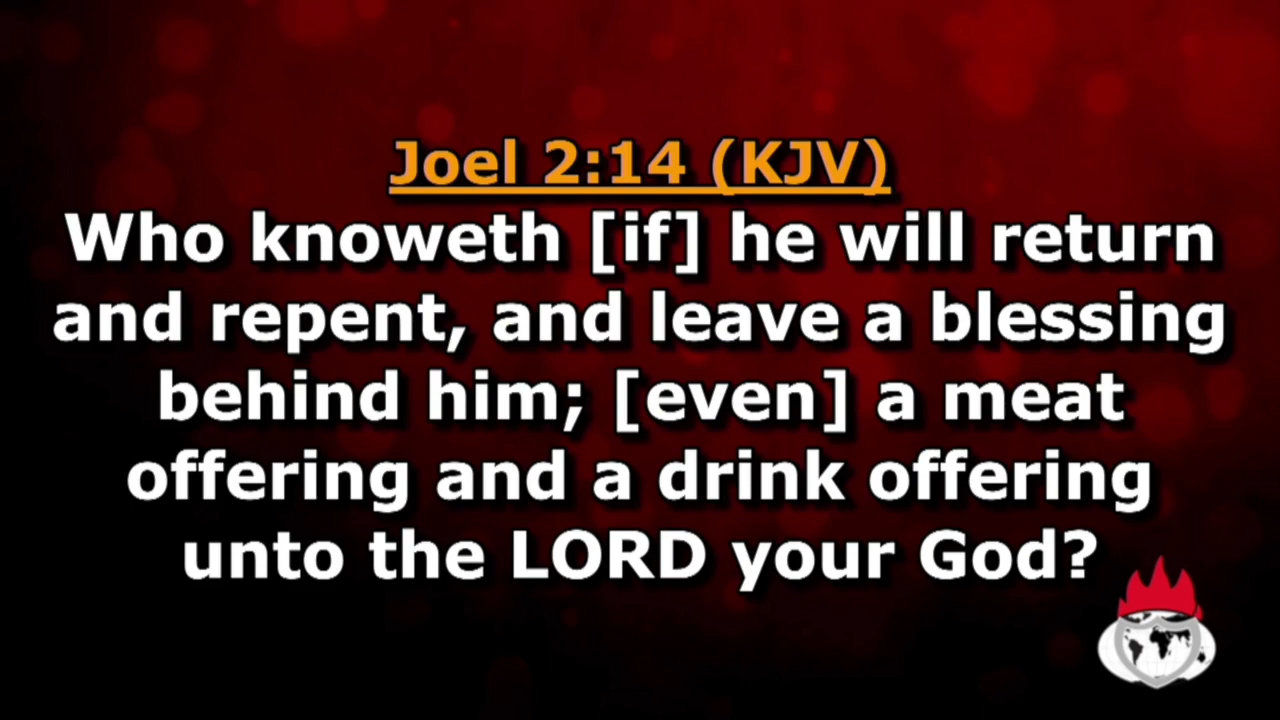 Joel 2:14 (KJV)
Who knoweth [if] he will return
and repent, and leave a blessing
behind him; [even] a meat
offering and a drink offering
unto the LORD your God?